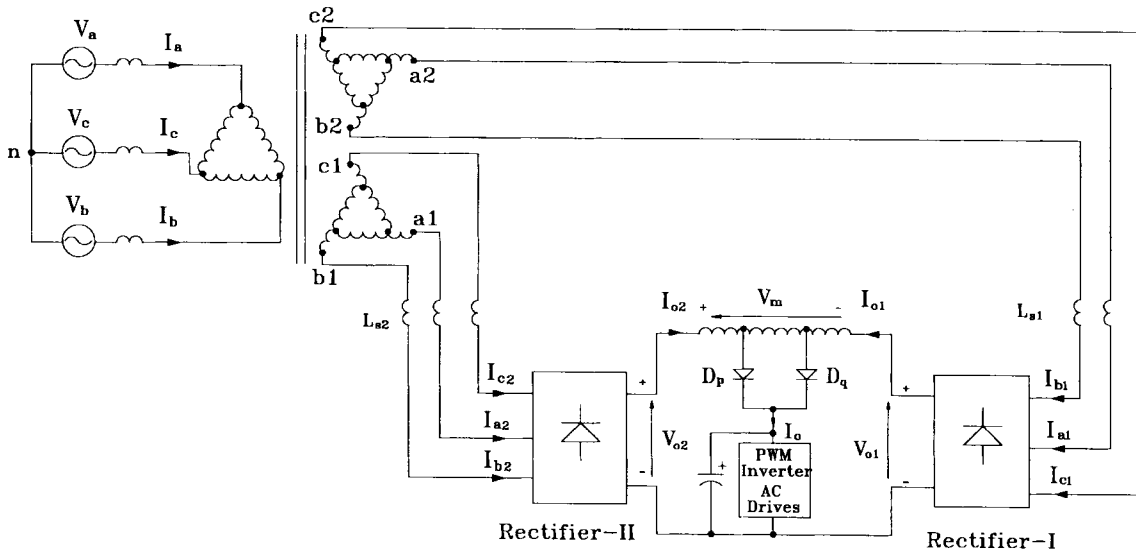 Va
Ia
Vc
Ic
n
Vb
Ib
c2
a2
b2
c1
a1
b1
Ls2
Io2
+
Vm
-
Io1
Ls1
Dp
Dq
Ic2
Ia2
Ib2
+
Vo2
-
Io
+
PWM
Inverter
AC
Drives
+
Vo1
-
Ib1
Ia1
Ic1
Rectifier-II
Rectifier-I